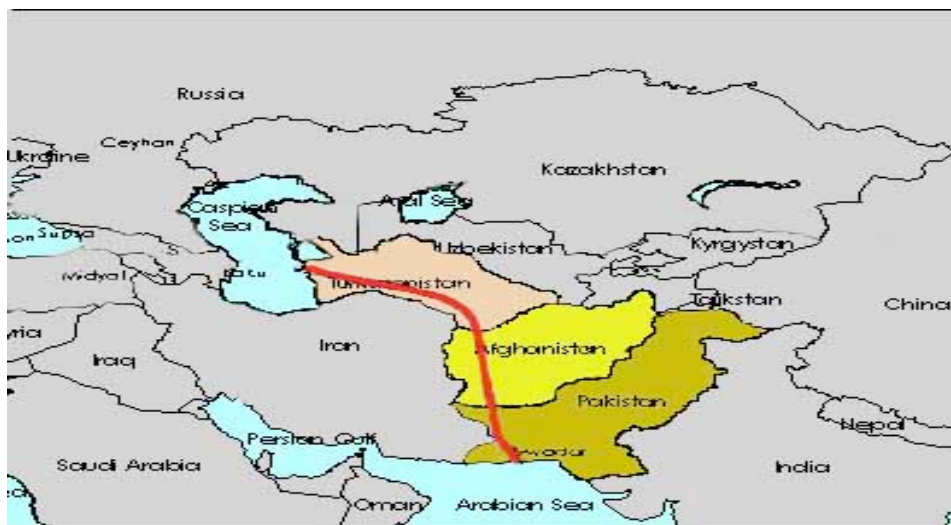 Russia
Ceyhan
Ukraine
Kazakhstan
Caspian
Sea
Aral Sea
Supsa
Uzbekistan
Kyrgystan
Midyat
Baku
Turkmenistan
Tajikstan
China
Iran
Afghanistan
Iraq
Pakistan
Nepal
Persian Gulf
Gwadar
Saudi Arabia
India
Oman
Arabian Sea